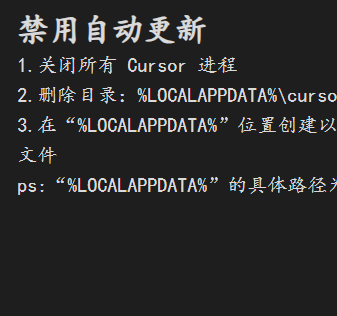 禁用自动更新
1.关闭所有 Cursor 进程
2.删除目录：%LOCALAPPDATA%\curso
3.在“%LOCALAPPDATA%”位置创建以
文件
ps:“%LOCALAPPDATA%”的具体路径为